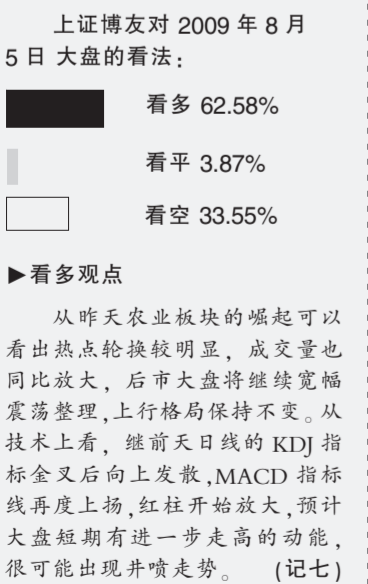 上证博友对 2009 年 8 月
5 日 大盘的看法：
看多 62.58%
看平 3.87%
看空 33.55%
▶看多观点
从昨天农业板块的崛起可以
看出热点轮换较明显，成交量也
同比放大，后市大盘将继续宽幅
震荡整理，上行格局保持不变。从
技术上看，继前天日线的 KDJ 指
标金叉后向上发散，MACD 指标
线再度上扬，红柱开始放大，预计
大盘短期有进一步走高的动能，
很可能出现井喷走势。 （记七）